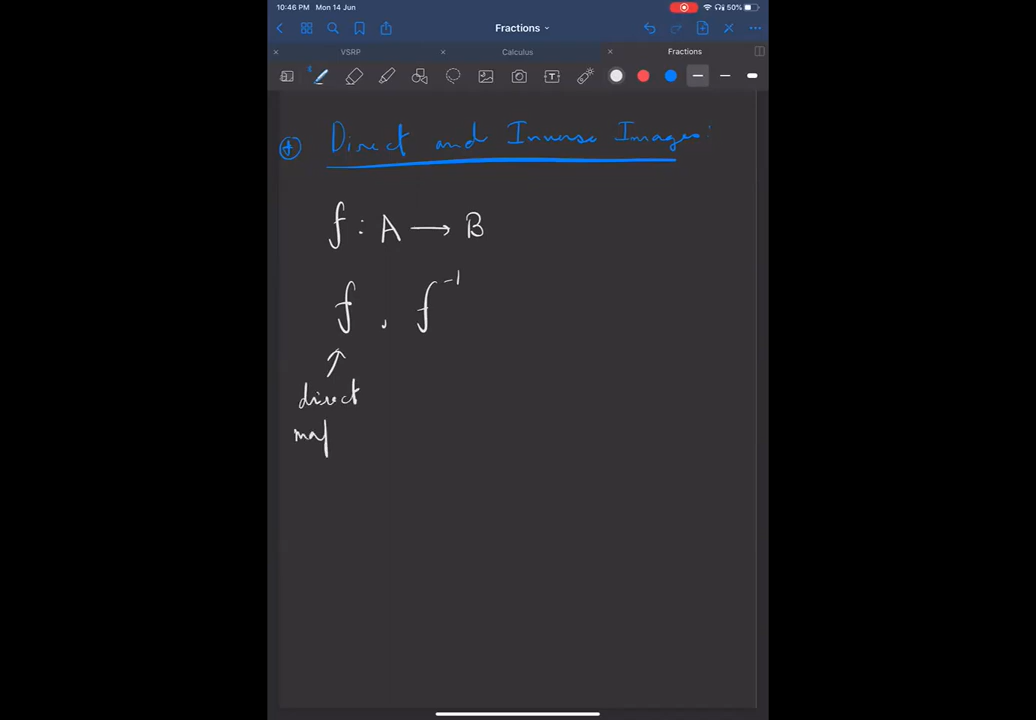 10:46 PM Mon 14 Jun
50%
Fractions
VSRP
Calculus
Fractions
Direct and Inverse Images:
f : A → B
f , f⁻¹
direct
map